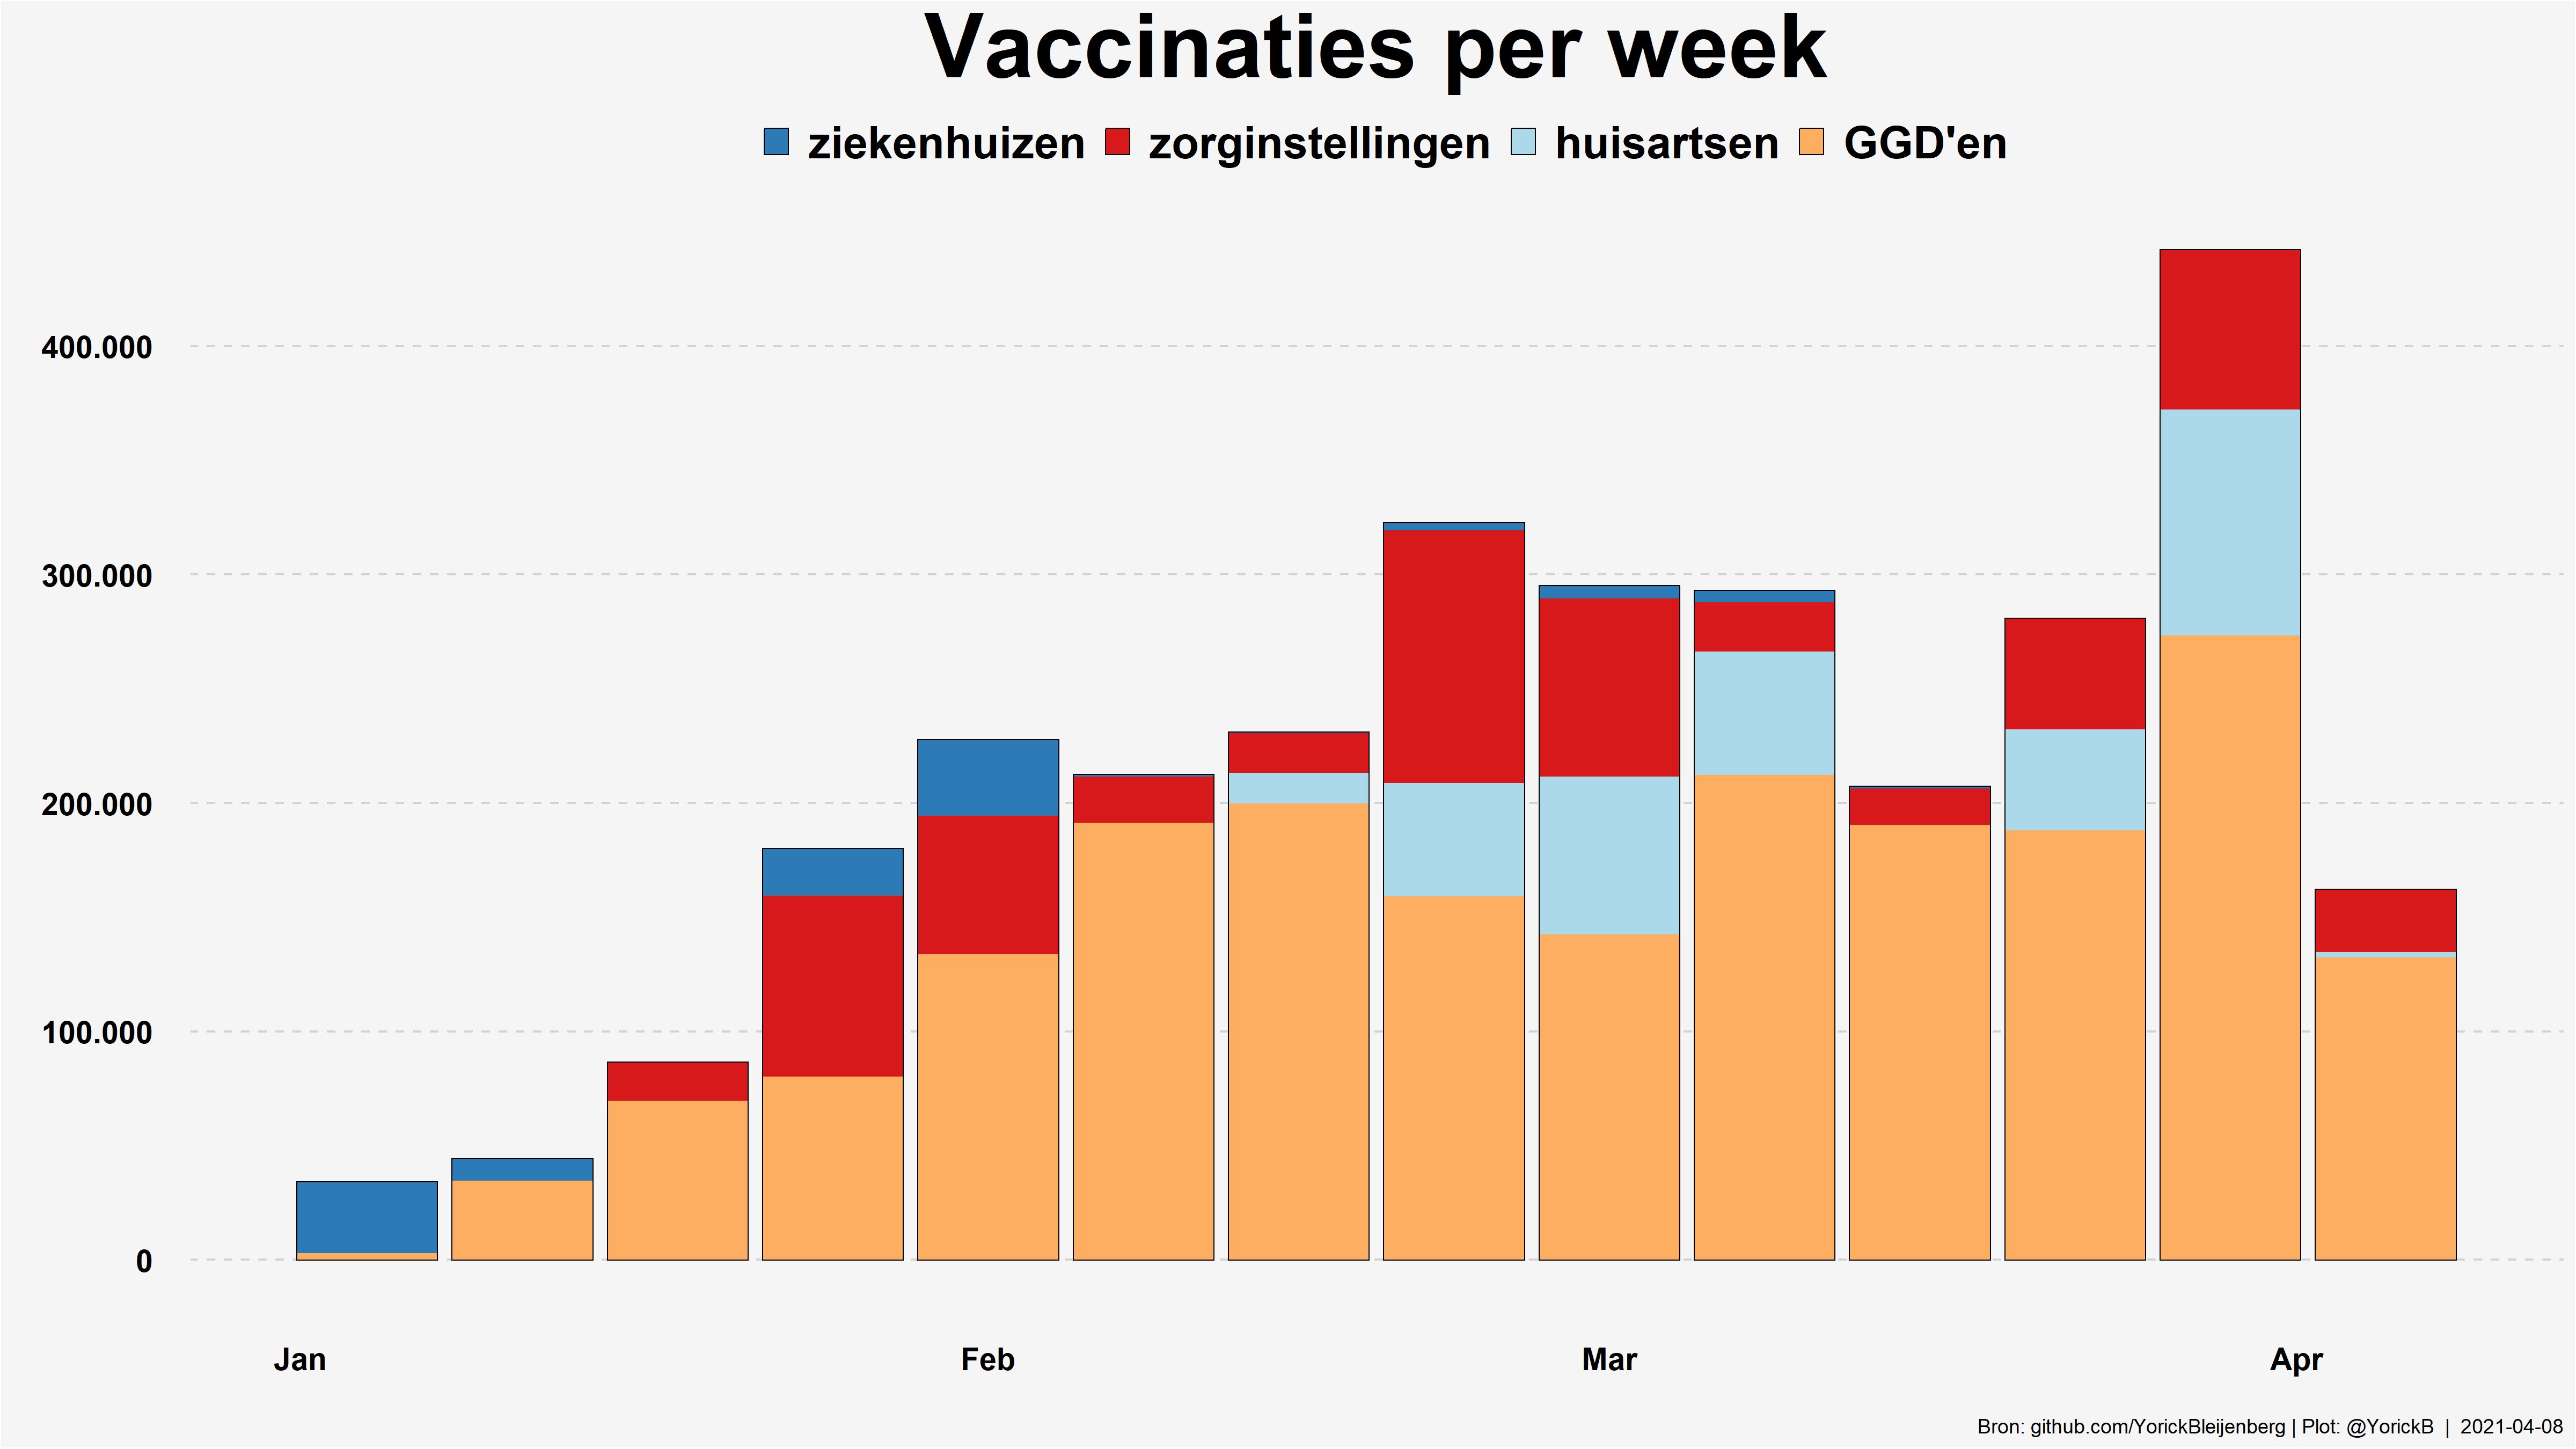 Vaccinaties per week
ziekenhuizen zorginstellingen huisartsen GGD'en
400.000
300.000
200.000
100.000
0
Jan Feb Mar Apr
Bron: github.com/YorickBleijenberg | Plot: @YorickB | 2021-04-08